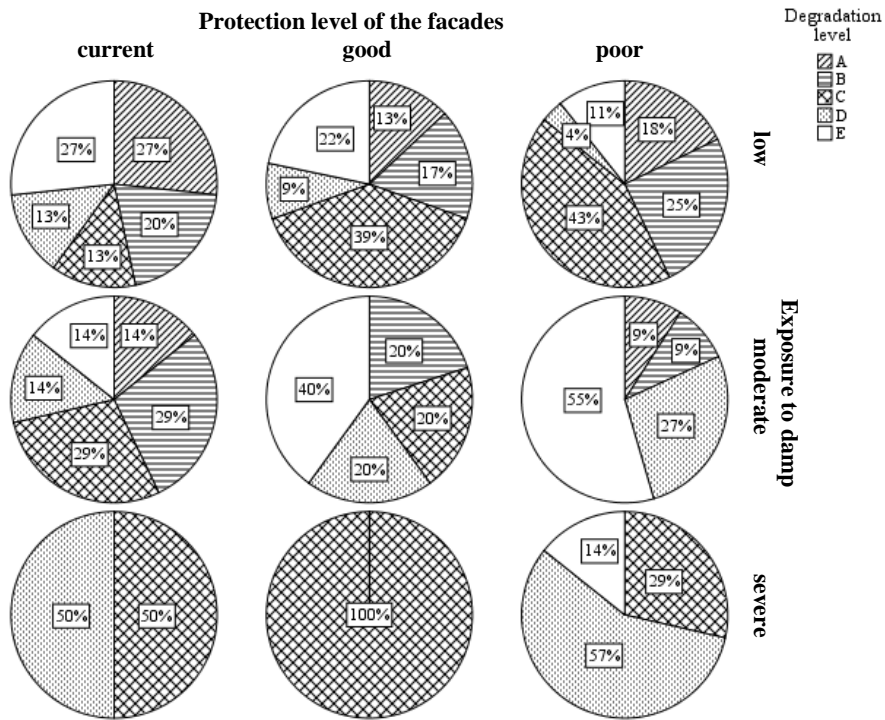 Protection level of the facades
current good poor
Degradation
level
A
B
C
D
E
27% 27% 13% 20% 13%
22% 13% 9% 17% 39%
11% 18% 4% 43% 25%
low
14% 14% 14% 29% 29%
20% 40% 20% 20%
9% 9% 55% 27%
moderate
Exposure to damp
50% 50%
100%
14% 29% 57%
severe